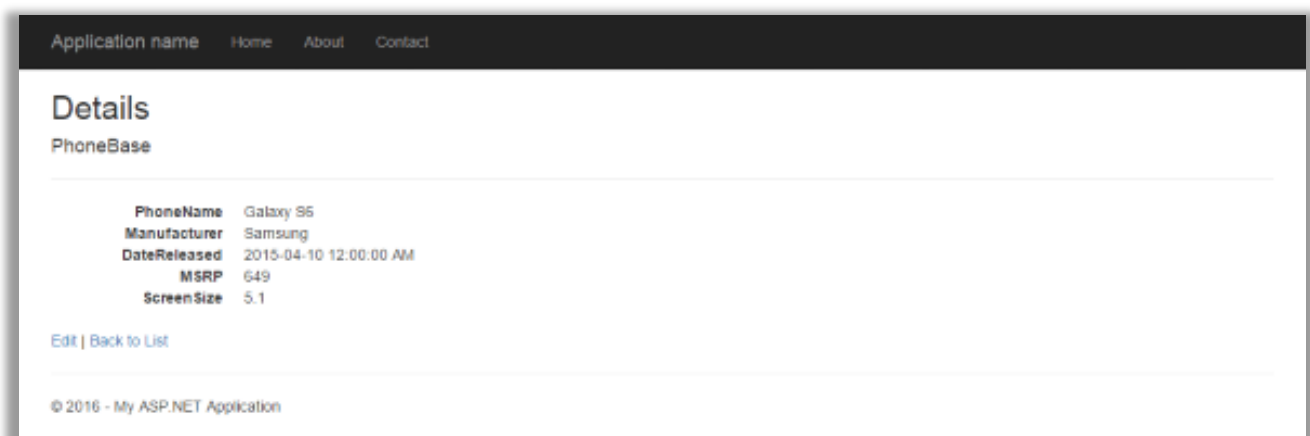 Application name Home About Contact
Details
PhoneBase
PhoneName Galaxy S6
Manufacturer Samsung
DateReleased 2015-04-10 12:00:00 AM
MSRP 649
ScreenSize 5.1
Edit | Back to List
© 2016 - My ASP.NET Application